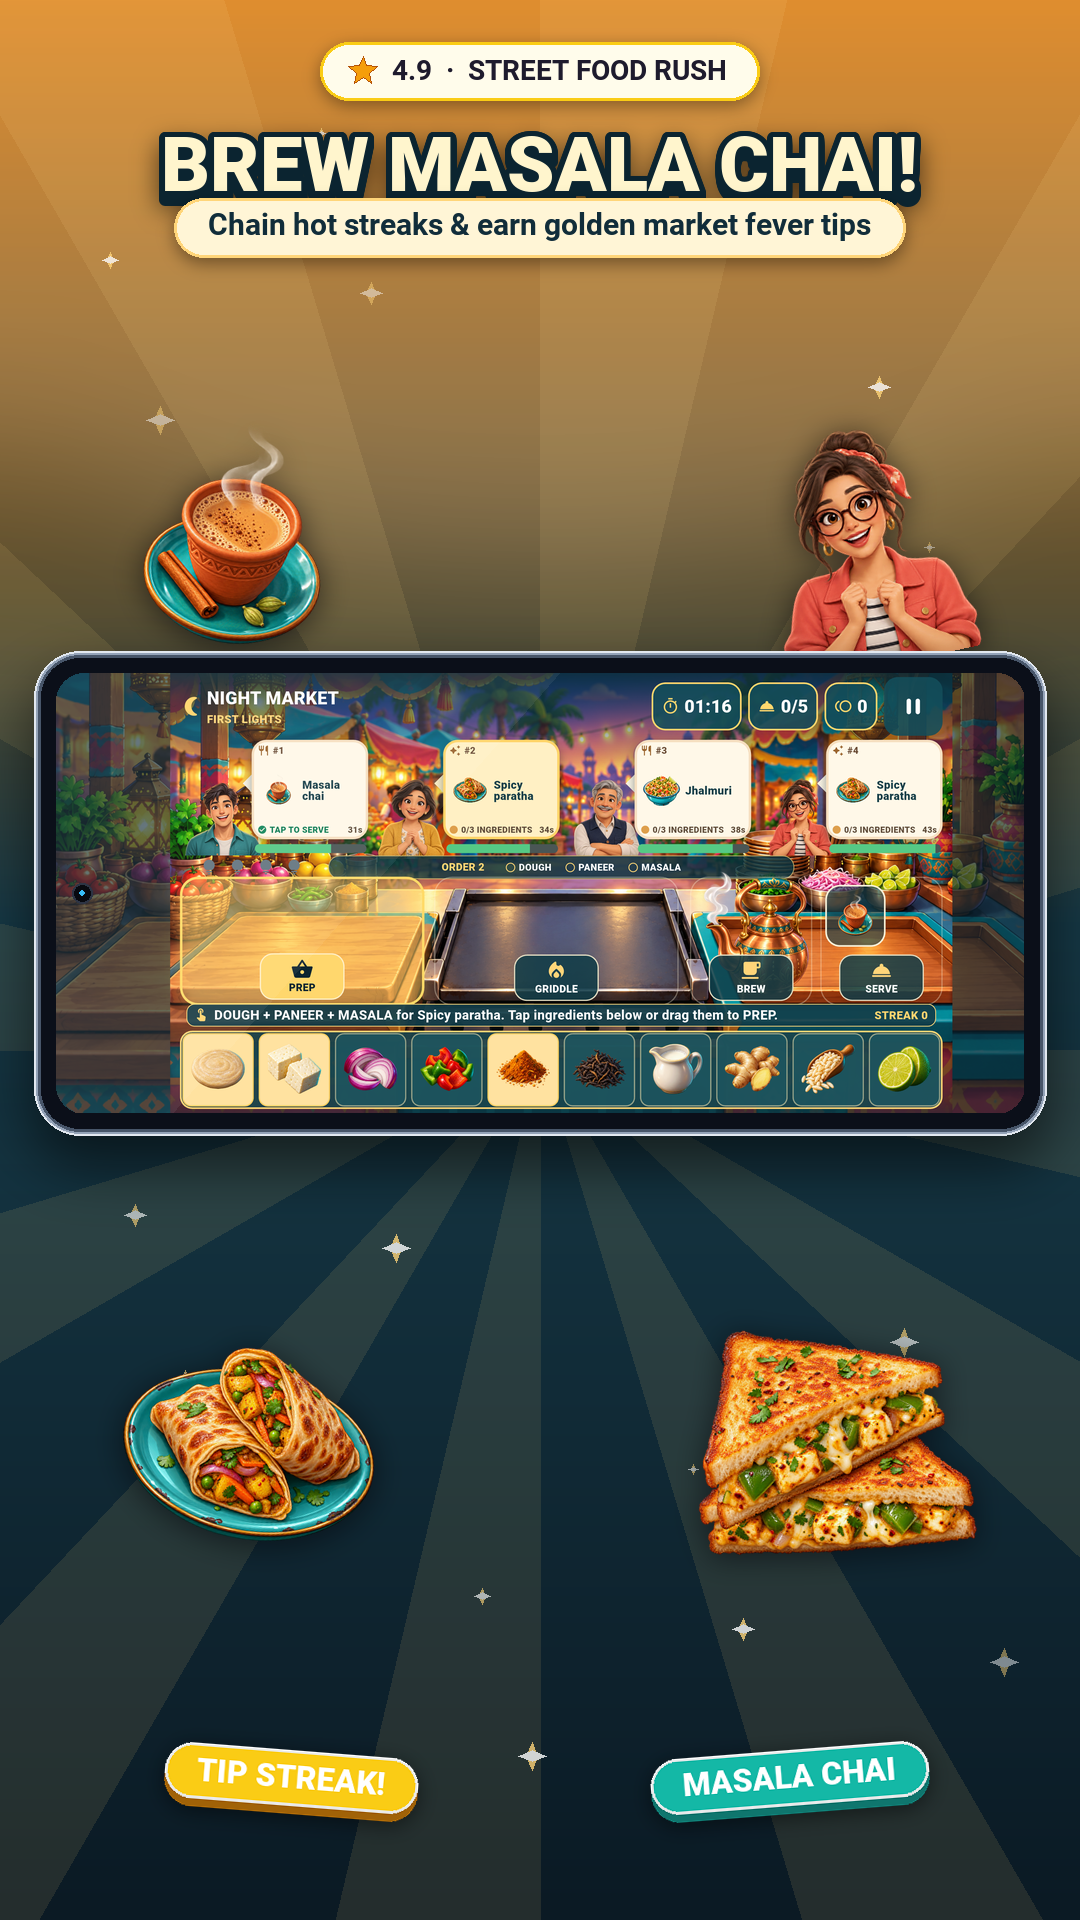 4.9 · STREET FOOD RUSH
BREW MASALA CHAI!
Chain hot streaks & earn golden market fever tips
NIGHT MARKET
FIRST LIGHTS
01:16
0/5
0
#1
Masala
chai
TAP TO SERVE 31s
#2
Spicy
paratha
0/3 INGREDIENTS 34s
#3
Jhalmuri
0/3 INGREDIENTS 38s
#4
Spicy
paratha
0/3 INGREDIENTS 43s
ORDER 2 DOUGH PANEER MASALA
PREP
GRIDDLE
BREW
SERVE
DOUGH + PANEER + MASALA for Spicy paratha. Tap ingredients below or drag them to PREP. STREAK 0
TIP STREAK!
MASALA CHAI